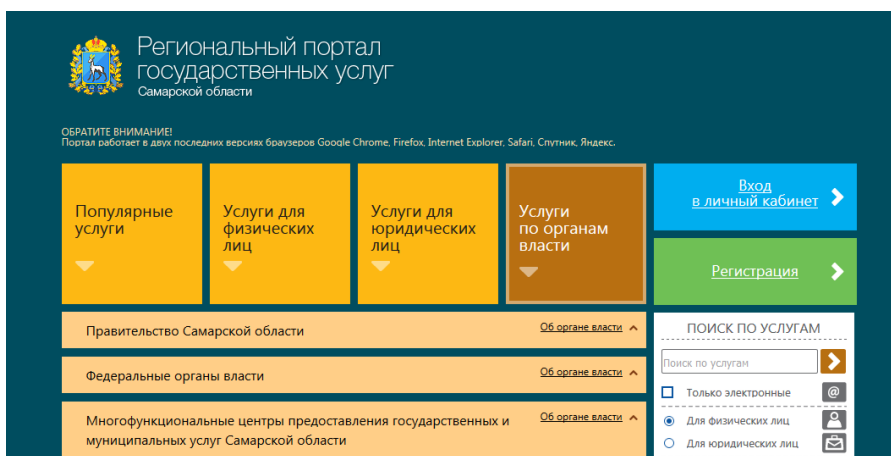 Региональный портал
государственных услуг
Самарской области
ОБРАТИТЕ ВНИМАНИЕ!
Портал работает в двух последних версиях браузеров Google Chrome, Firefox, Internet Explorer, Safari, Спутник, Яндекс.
Популярные
услуги
Услуги для
физических
лиц
Услуги для
юридических
лиц
Услуги
по органам
власти
Вход
в личный кабинет
Регистрация
Правительство Самарской области
Об органе власти
Федеральные органы власти
Об органе власти
Многофункциональные центры предоставления государственных и
муниципальных услуг Самарской области
Об органе власти
ПОИСК ПО УСЛУГАМ
Поиск по услугам
Только электронные
@
Для физических лиц
Для юридических лиц